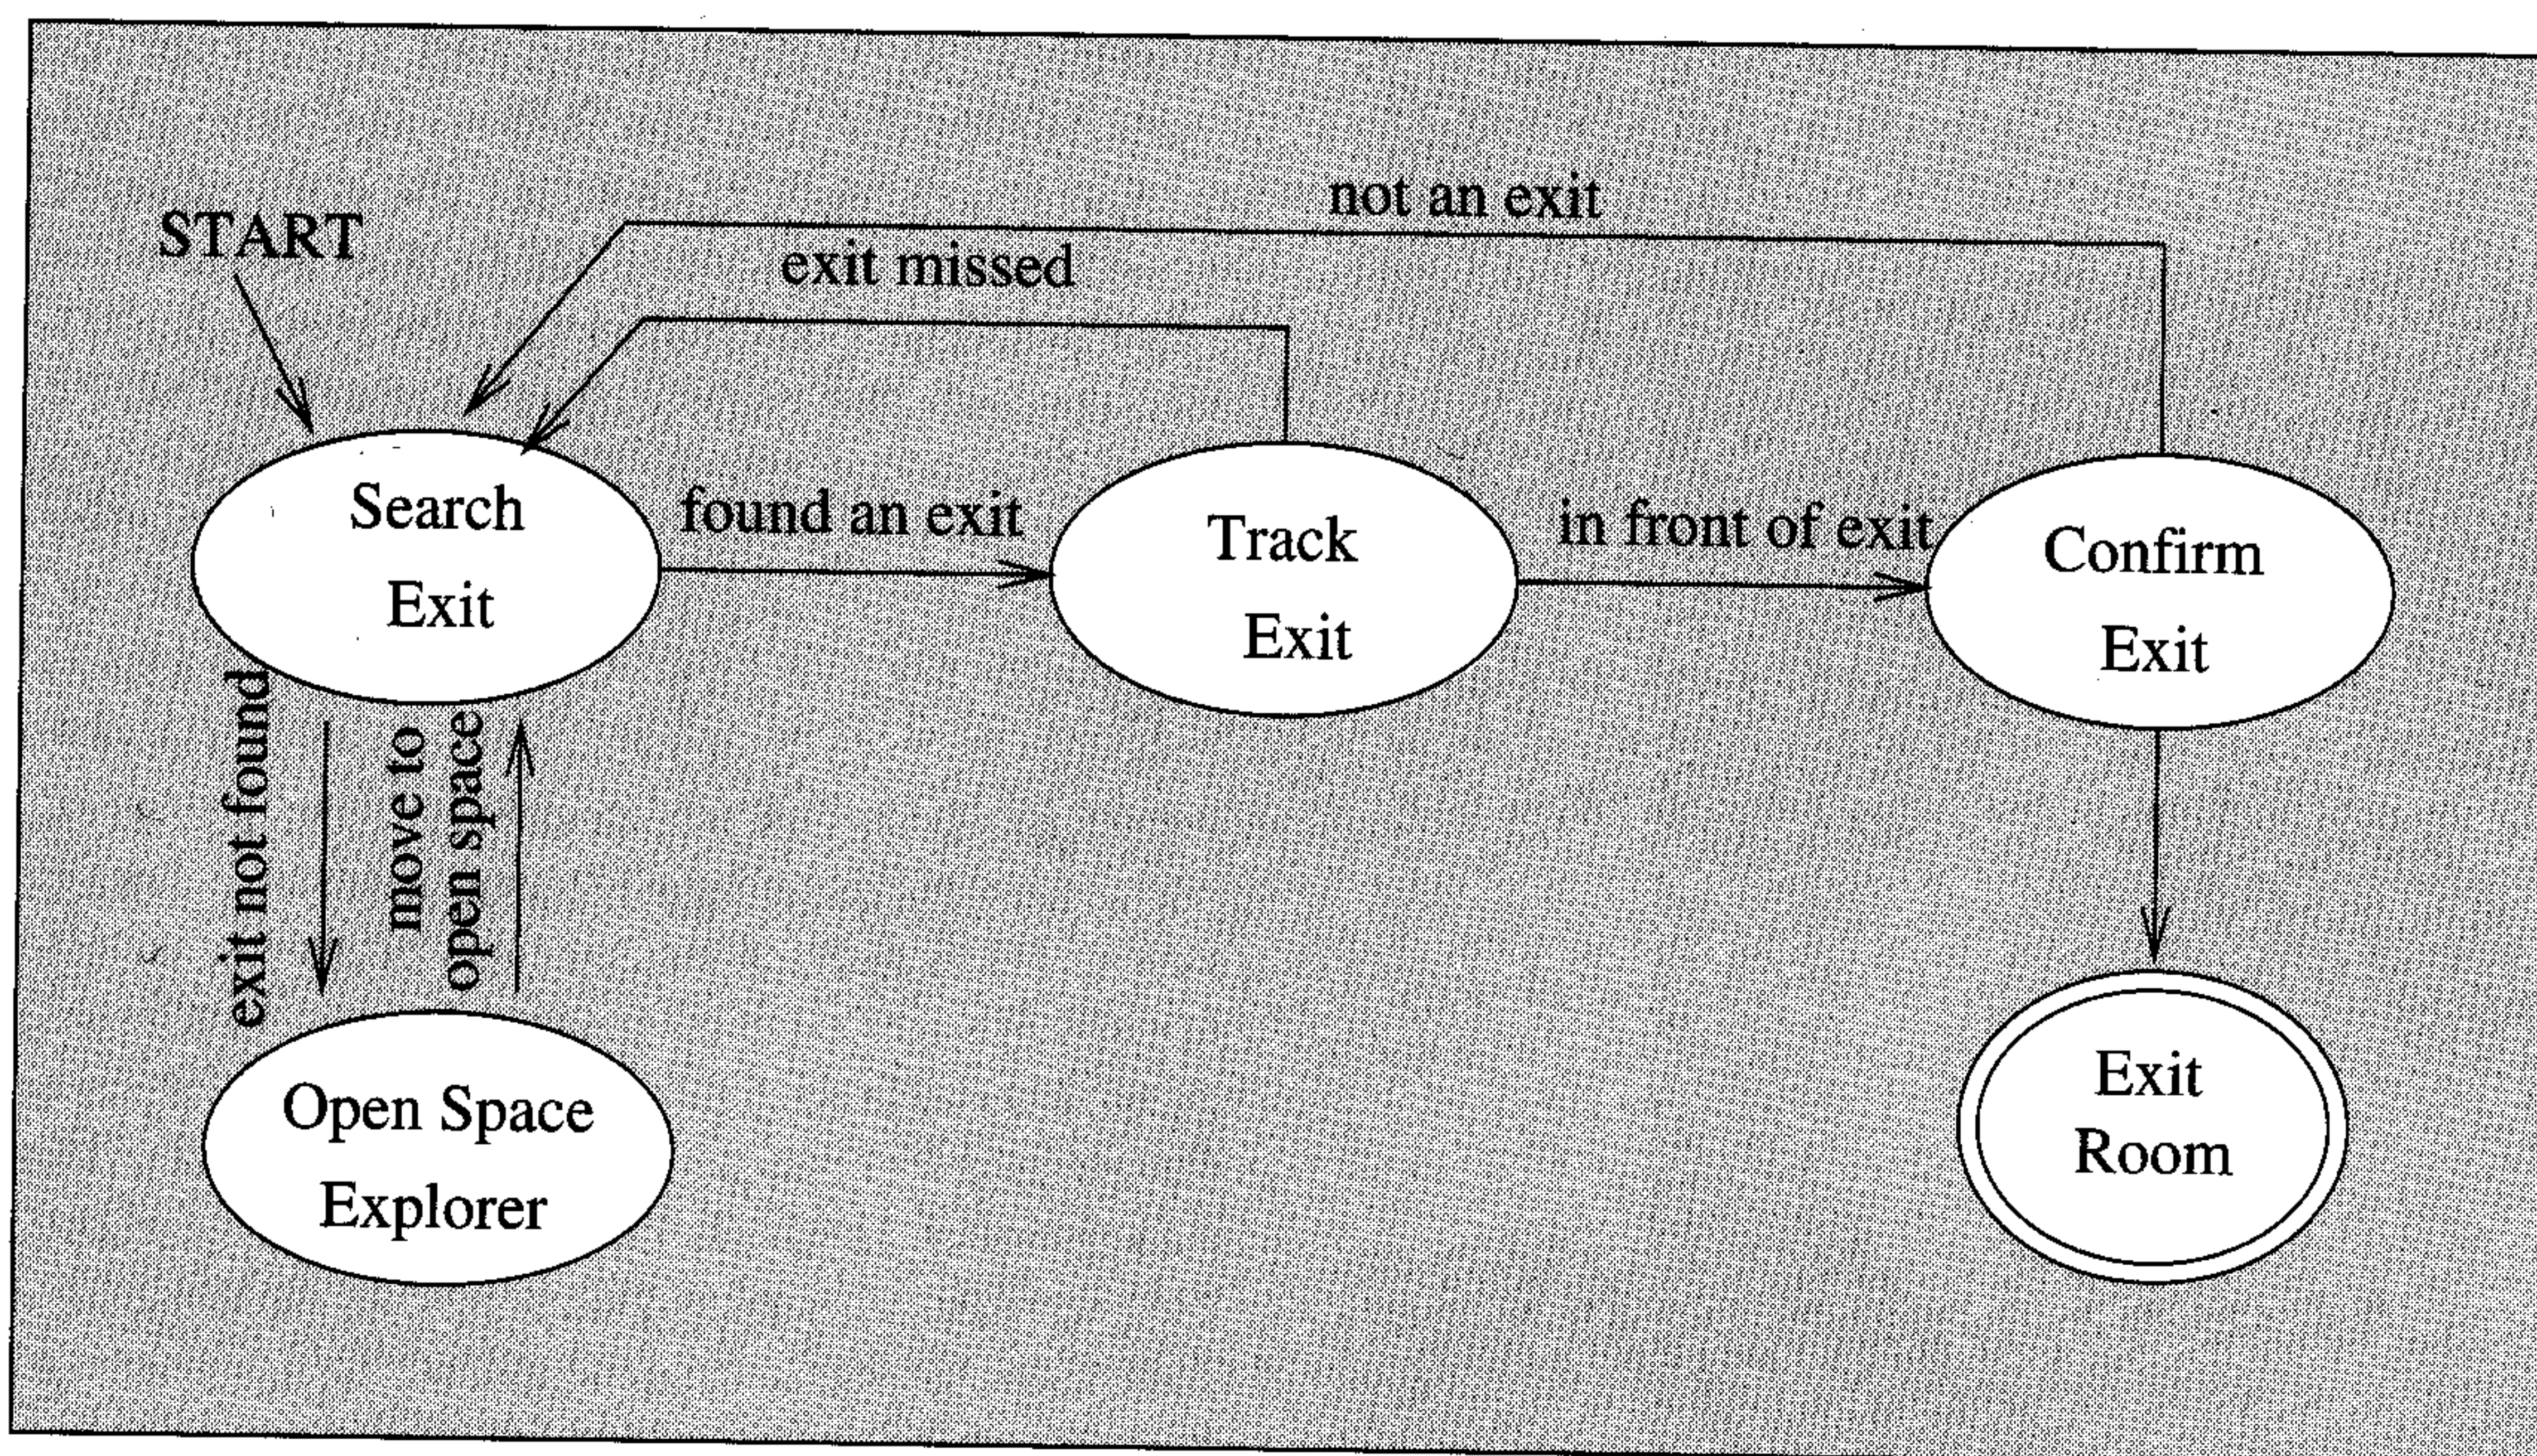 not an exit
START
exit missed
Search
Exit
found an exit
Track
Exit
in front of exit
Confirm
Exit
exit not found
move to
open space
Open Space
Explorer
Exit
Room